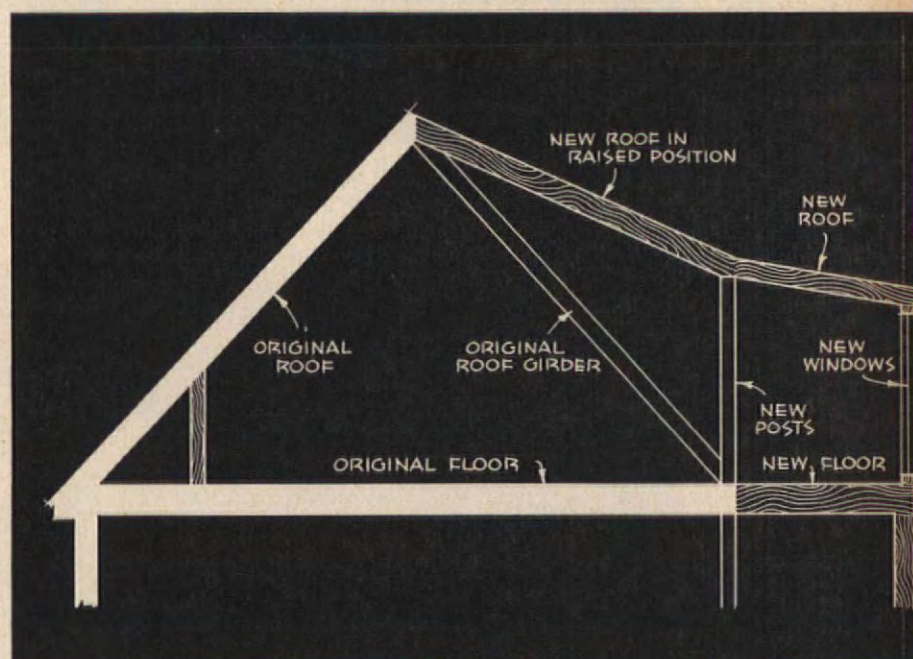 NEW ROOF IN
RAISED POSITION
NEW
ROOF
ORIGINAL
ROOF
ORIGINAL
ROOF GIRDER
NEW
WINDOWS
NEW
POSTS
ORIGINAL FLOOR
NEW FLOOR